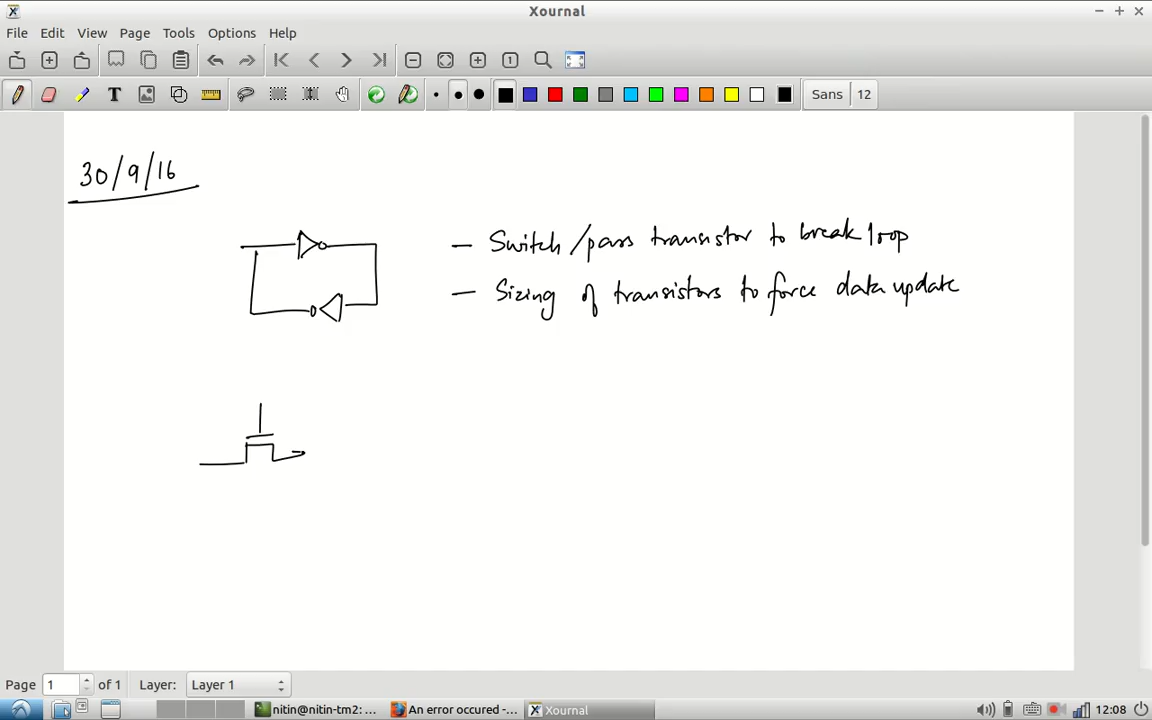 Xournal
File Edit View Page Tools Options Help
Sans 12
30/9/16
– Switch/pass transistor to break loop
– Sizing of transistors to force data update
Page 1 of 1 Layer: Layer 1
nitin@nitin-tm2: ... An error occured -... Xournal 12:08